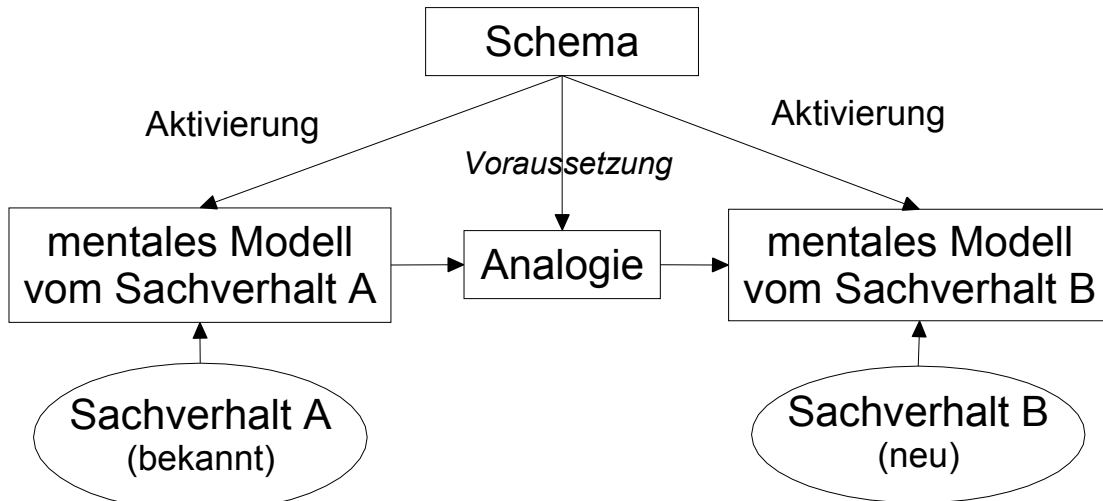 Schema
Aktivierung
Aktivierung
Voraussetzung
mentales Modell
vom Sachverhalt A
Analogie
mentales Modell
vom Sachverhalt B
Sachverhalt A
(bekannt)
Sachverhalt B
(neu)